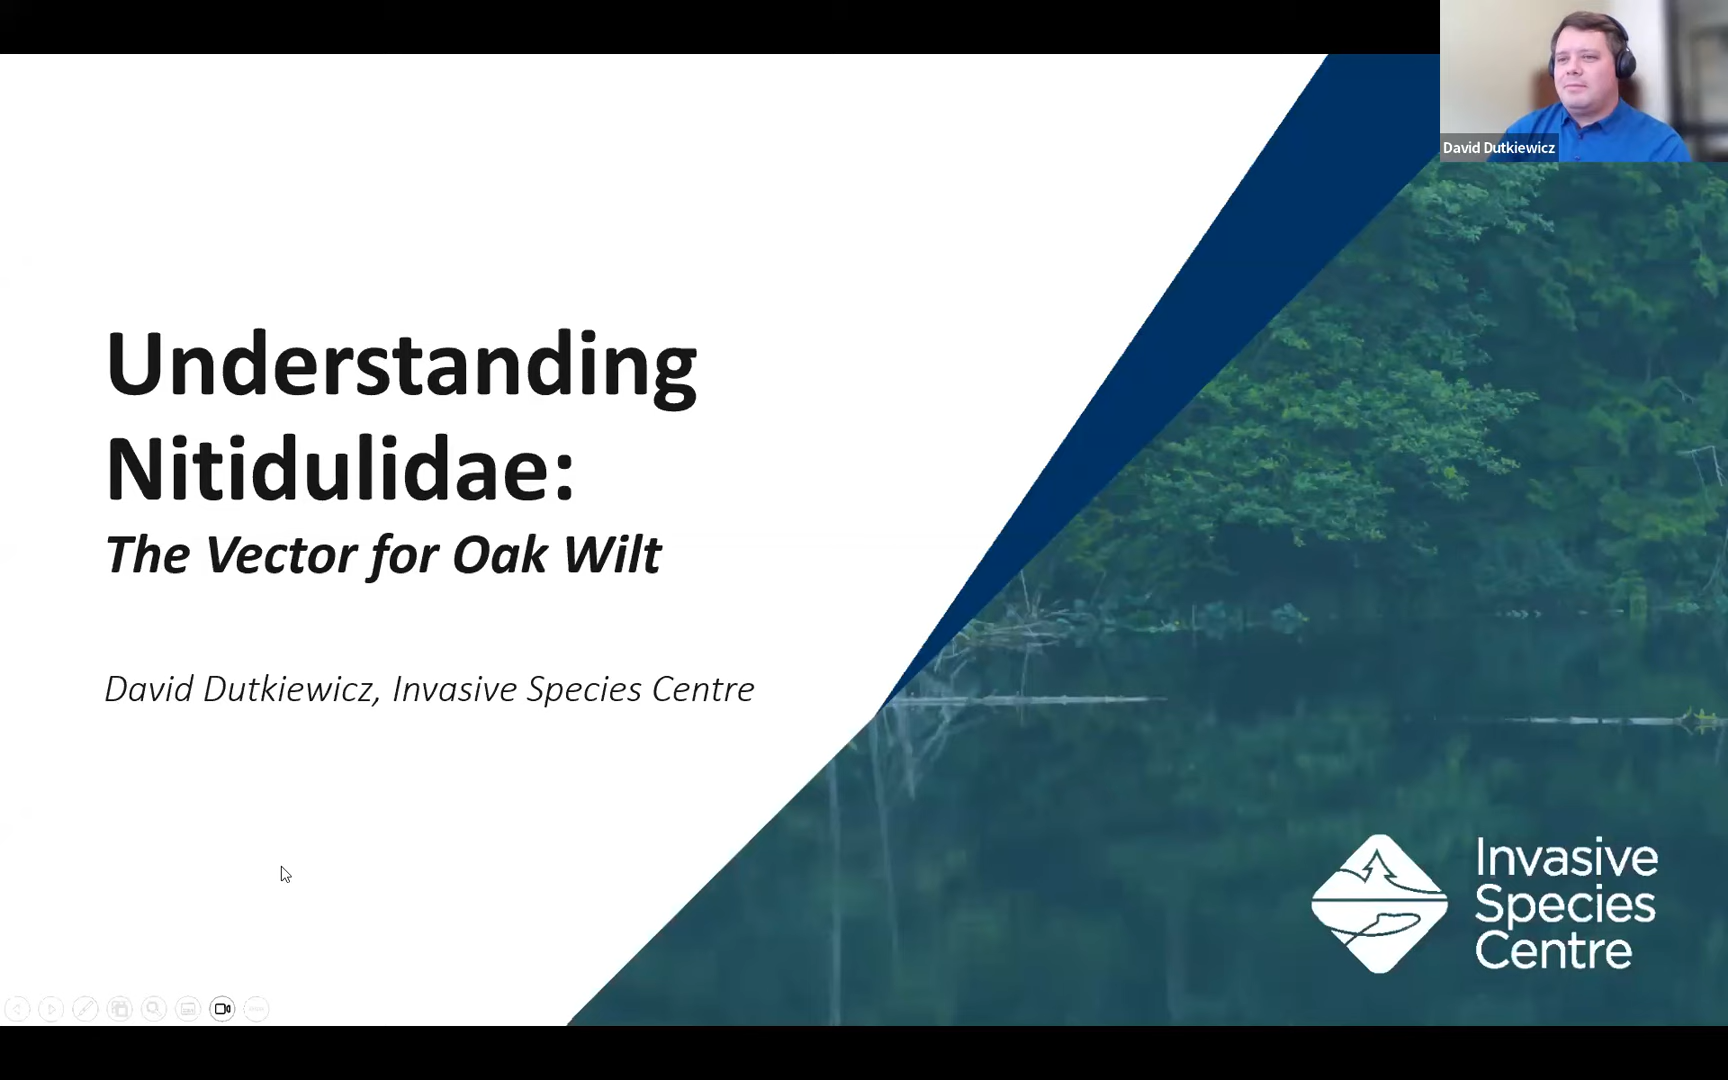 David Dutkiewicz
Understanding
Nitidulidae:
The Vector for Oak Wilt
David Dutkiewicz, Invasive Species Centre
Invasive
Species
Centre